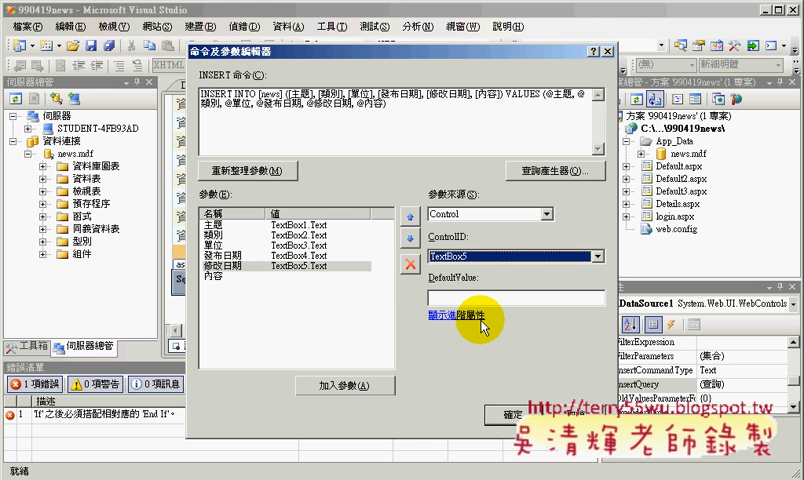 990419news - Microsoft Visual Studio
檔案(F) 編輯(E) 檢視(V) 網站(S) 建置(B) 偵錯(D) 資料(A) 工具(T) 測試(S) 分析(N) 視窗(W) 說明(H)
(無) 新細明體
XHTML
伺服器總管
伺服器
STUDENT-4FB93AD
資料連接
news.mdf
資料庫圖表
資料表
檢視表
預存程序
函式
同義資料表
型別
組件
工具箱 伺服器總管
命令及參數編輯器
INSERT 命令(C):
INSERT INTO [news] ([主題], [類別], [單位], [發布日期], [修改日期], [內容]) VALUES (@主題, @
類別, @單位, @發布日期, @修改日期, @內容)
重新整理參數(M) 查詢產生器(Q)...
參數(E): 參數來源(S):
名稱 值
主題 TextBox1.Text
類別 TextBox2.Text
單位 TextBox3.Text
發布日期 TextBox4.Text
修改日期 TextBox5.Text
內容
Control
ControlID:
TextBox5
DefaultValue:
顯示進階屬性
加入參數(A)
確定
方案 990419news' (1 專案)
方案 990419news' (1 專案)
C:\...\990419news\
App_Data
news.mdf
Default.aspx
Default2.aspx
Default3.aspx
Details.aspx
login.aspx
web.config
DataSource1 System.Web.UI.WebControls
FilterExpression
FilterParameters (集合)
InsertCommandType Text
InsertQuery (查詢)
OldValuesParameterFo {0}
錯誤清單
1 項錯誤 0 項警告 0 項訊息
描述
1 'If' 之後必須搭配相對應的 'End If'。
就緒
http://terry55wu.blogspot.tw
吳清輝老師錄製